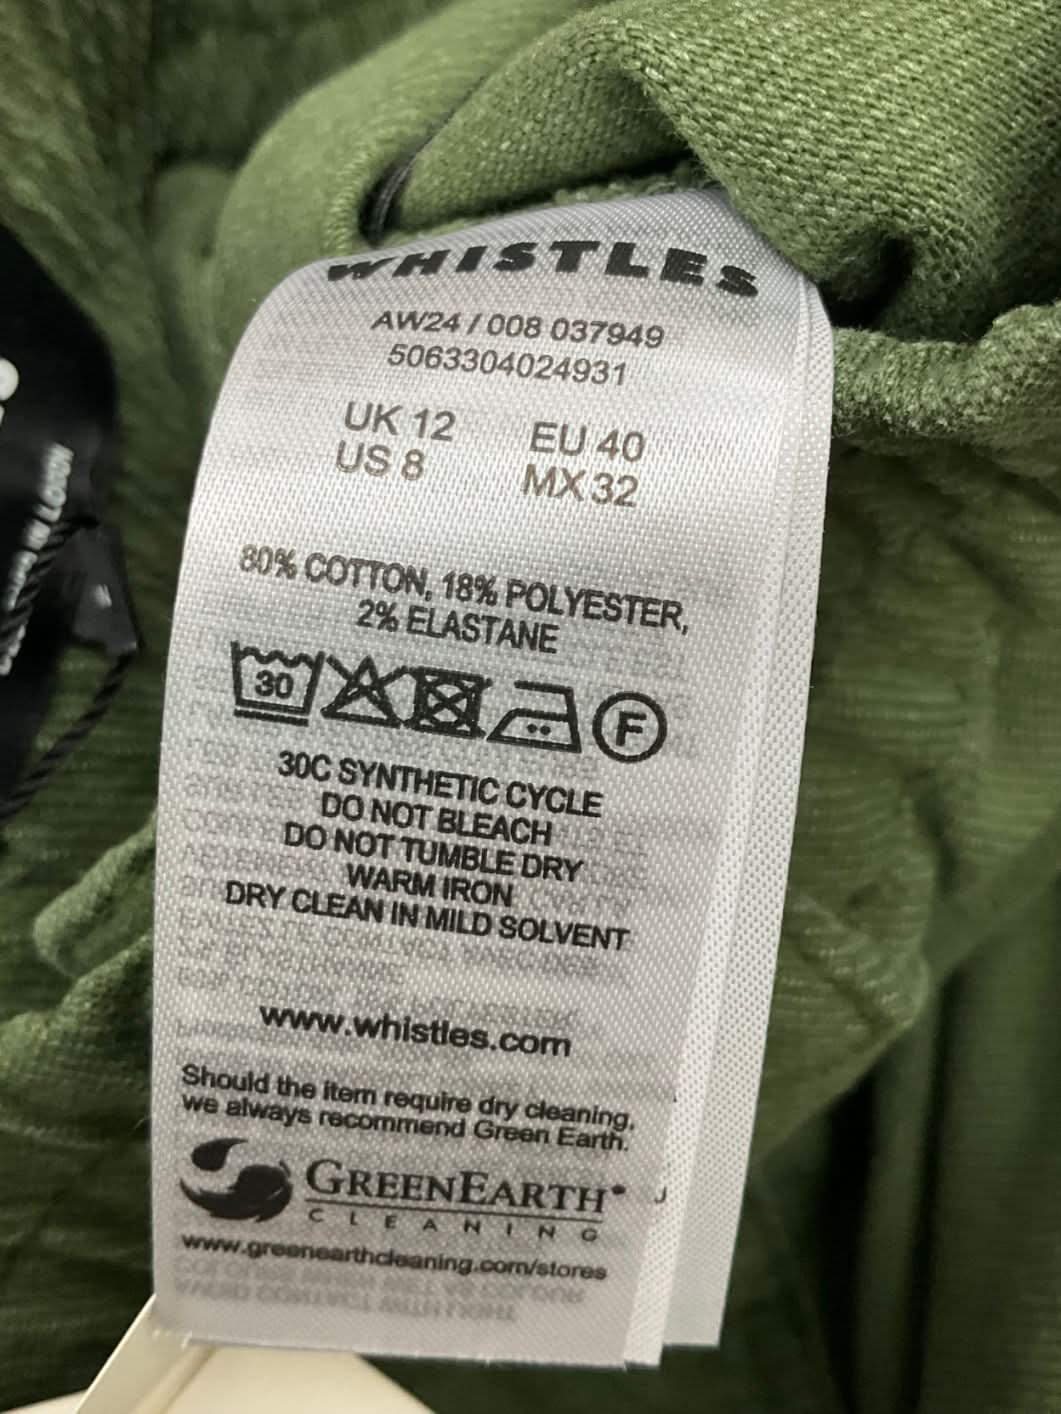 WHISTLES
AW24 / 008 037949
5063304024931
UK 12 EU 40
US 8 MX 32
80% COTTON, 18% POLYESTER,
2% ELASTANE
30 F
30C SYNTHETIC CYCLE
DO NOT BLEACH
DO NOT TUMBLE DRY
WARM IRON
DRY CLEAN IN MILD SOLVENT
www.whistles.com
Should the item require dry cleaning,
we always recommend Green Earth.
GREENEARTH
CLEANING
www.greenearthcleaning.com/stores